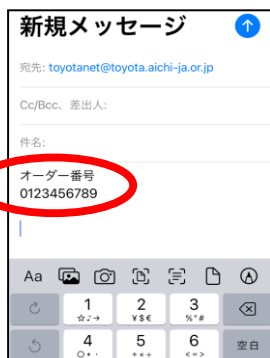 新規メッセージ
宛先: toyotanet@toyota.aichi-ja.or.jp
Cc/Bcc、差出人:
件名:
オーダー番号
0123456789
Aa
1 2 3
☆♪→ ¥$€ %°#
4 5 6 空白
○*・ +×÷